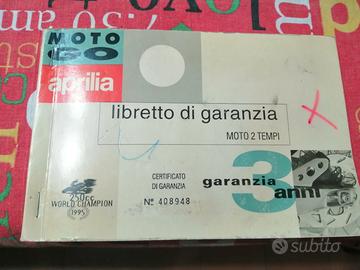 MOTO
GO
aprilia
libretto di garanzia
MOTO 2 TEMPI
CERTIFICATO
DI GARANZIA
Nº 408948
garanzia
3
anni
250cc
WORLD CHAMPION
1995
subito